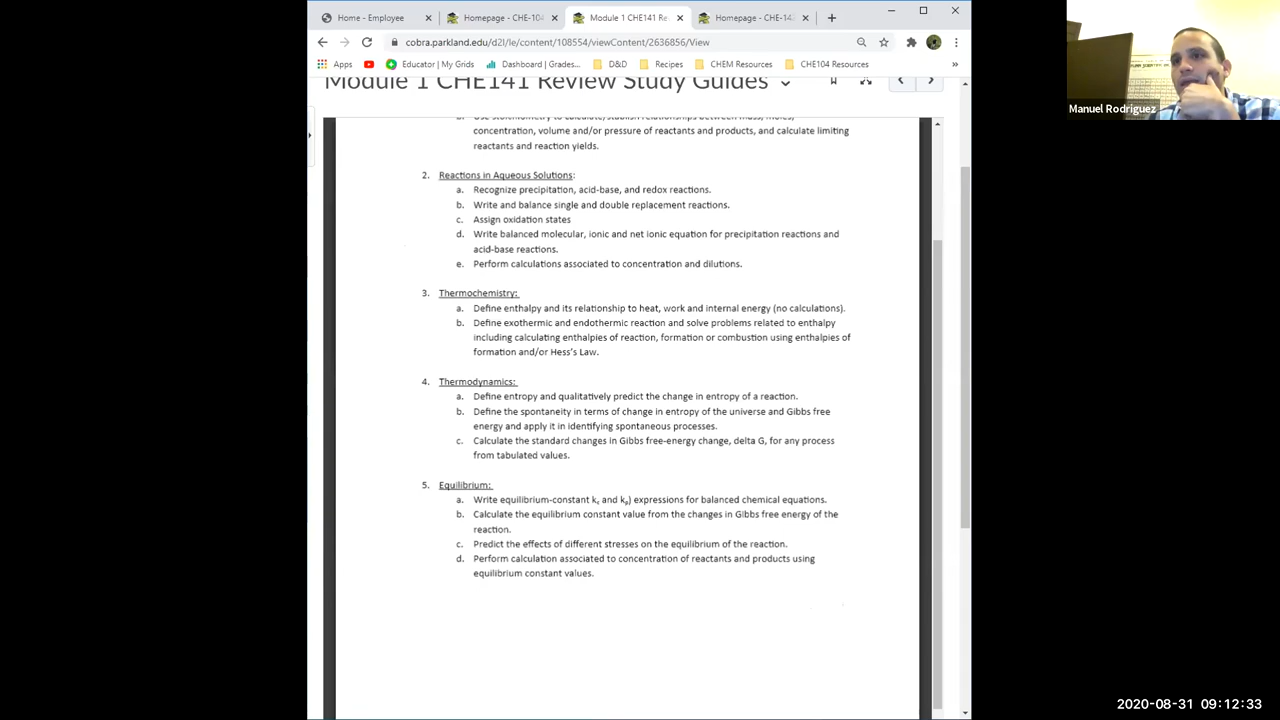 Home - Employee
Homepage - CHE-104
Module 1 CHE141 Re
Homepage - CHE-14
cobra.parkland.edu/d2l/le/content/108554/viewContent/2636856/View
Apps
Educator | My Grids
Dashboard | Grades...
D&D
Recipes
CHEM Resources
CHE104 Resources
»
Module 1 CHE141 Review Study Guides
a. Use stoichiometry to calculate/stablish relationships between mass, moles,
concentration, volume and/or pressure of reactants and products, and calculate limiting
reactants and reaction yields.
2. Reactions in Aqueous Solutions:
a. Recognize precipitation, acid-base, and redox reactions.
b. Write and balance single and double replacement reactions.
c. Assign oxidation states
d. Write balanced molecular, ionic and net ionic equation for precipitation reactions and
acid-base reactions.
e. Perform calculations associated to concentration and dilutions.
3. Thermochemistry:
a. Define enthalpy and its relationship to heat, work and internal energy (no calculations).
b. Define exothermic and endothermic reaction and solve problems related to enthalpy
including calculating enthalpies of reaction, formation or combustion using enthalpies of
formation and/or Hess's Law.
4. Thermodynamics:
a. Define entropy and qualitatively predict the change in entropy of a reaction.
b. Define the spontaneity in terms of change in entropy of the universe and Gibbs free
energy and apply it in identifying spontaneous processes.
c. Calculate the standard changes in Gibbs free-energy change, delta G, for any process
from tabulated values.
5. Equilibrium:
a. Write equilibrium-constant kc and kp) expressions for balanced chemical equations.
b. Calculate the equilibrium constant value from the changes in Gibbs free energy of the
reaction.
c. Predict the effects of different stresses on the equilibrium of the reaction.
d. Perform calculation associated to concentration of reactants and products using
equilibrium constant values.
Manuel Rodriguez
2020-08-31 09:12:33